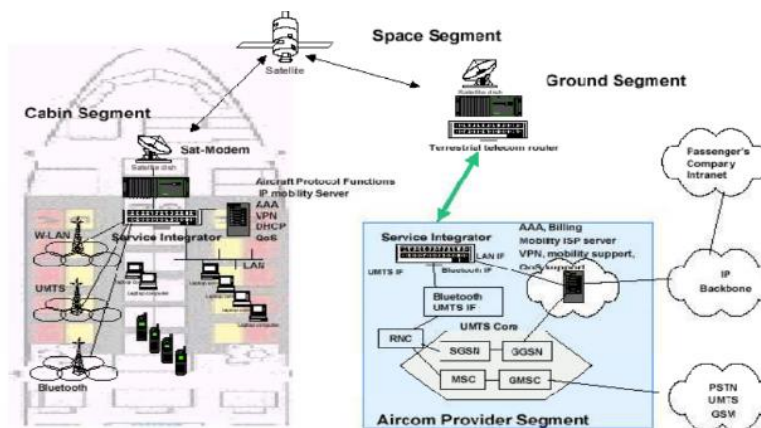 Space Segment
Satellite
Ground Segment
Cabin Segment
Satellite dish
Sat-Modem
Terrestrial telecom router
Satellite dish
Passenger's
Company
Intranet
Aircraft Protocol Functions
IP mobility Server
AAA
VPN
DHCP
QoS
W-LAN
Service Integrator
LAN
UMTS
Bluetooth
AAA, Billing
Mobility ISP server
VPN, mobility support,
QoS support
Service Integrator
LAN IF
UMTS IF
Bluetooth IF
IP
Backbone
Bluetooth
UMTS IF
UMTS Core
RNC
SGSN
GGSN
MSC
GMSC
PSTN
UMTS
GSM
Aircom Provider Segment